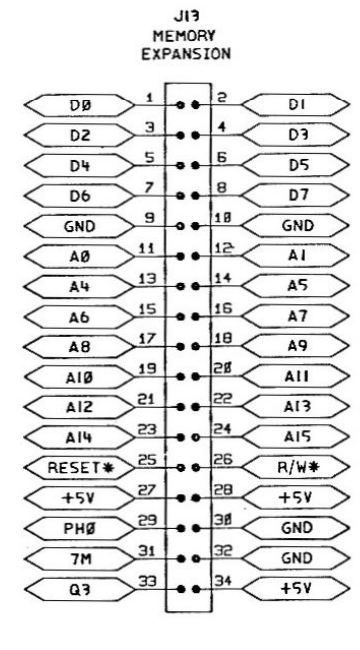 J13
MEMORY
EXPANSION
D0 1 2 D1
D2 3 4 D3
D4 5 6 D5
D6 7 8 D7
GND 9 10 GND
A0 11 12 A1
A4 13 14 A5
A6 15 16 A7
A8 17 18 A9
A10 19 20 A11
A12 21 22 A13
A14 23 24 A15
RESET* 25 26 R/W*
+5V 27 28 +5V
PH0 29 30 GND
7M 31 32 GND
Q3 33 34 +5V